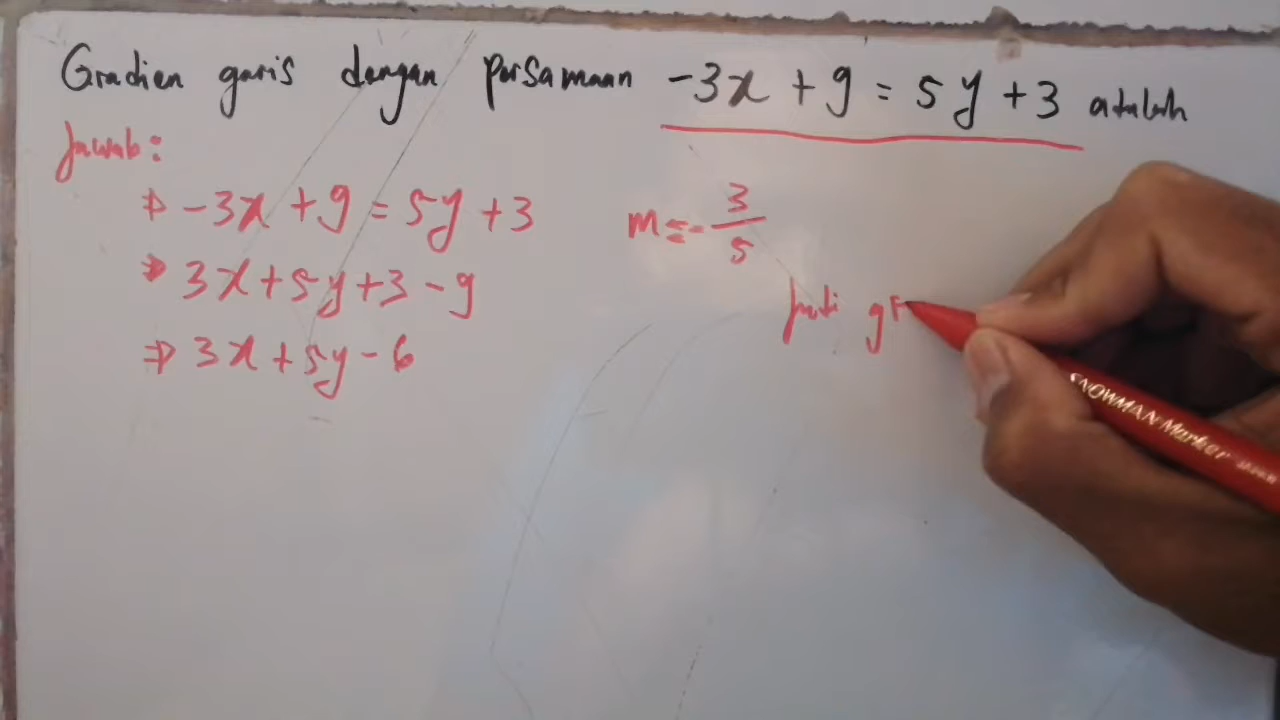 Gradien garis dengan persamaan -3x + 9 = 5y + 3 adalah
Jawab:
⇒ -3x + 9 = 5y + 3
⇒ 3x + 5y + 3 - 9
⇒ 3x + 5y - 6
m = - 3/5
Jadi gr
SNOWMAN Marker